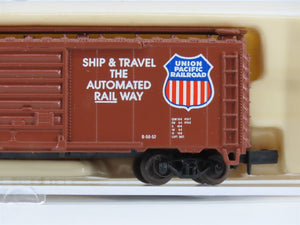 SHIP & TRAVEL
THE
AUTOMATED
RAIL WAY
UNION
PACIFIC
RAILROAD